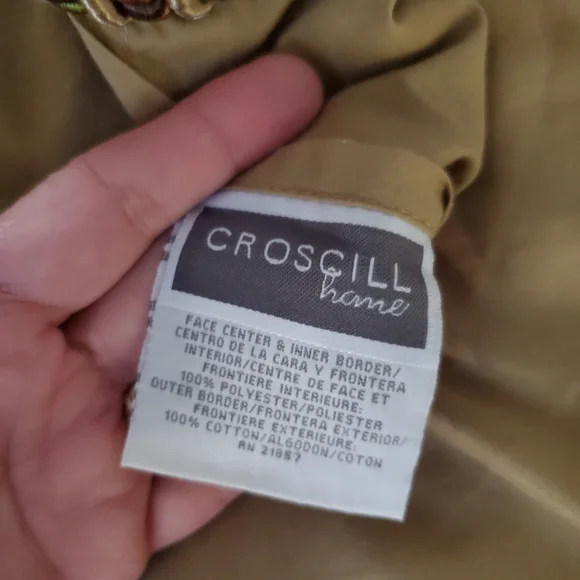 CROSCILL
home
FACE CENTER & INNER BORDER/
CENTRO DE LA CARA Y FRONTERA
INTERIOR/CENTRE DE FACE ET
FRONTIERE INTERIEURE:
100% POLYESTER/POLIESTER
OUTER BORDER/FRONTERA EXTERIOR/
FRONTIERE EXTERIEURE:
100% COTTON/ALGODON/COTON
RN 21857